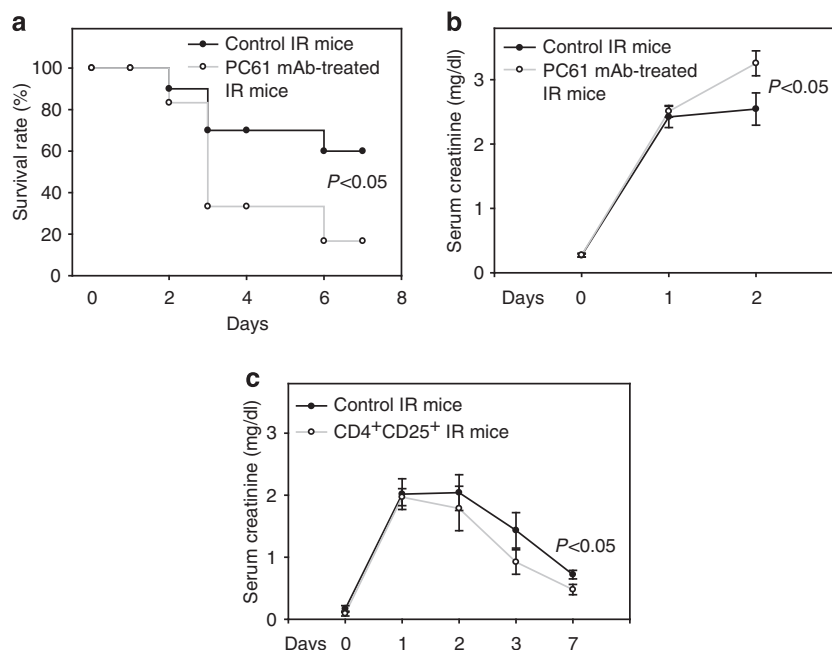 a
Control IR mice
PC61 mAb-treated
IR mice
Survival rate (%)
100
80
60
40
20
0
P<0.05
0 2 4 6 8
Days
b
Control IR mice
PC61 mAb-treated
IR mice
Serum creatinine (mg/dl)
3
2
1
0
P<0.05
Days 0 1 2
c
Control IR mice
CD4⁺CD25⁺ IR mice
Serum creatinine (mg/dl)
3
2
1
0
P<0.05
Days 0 1 2 3 7